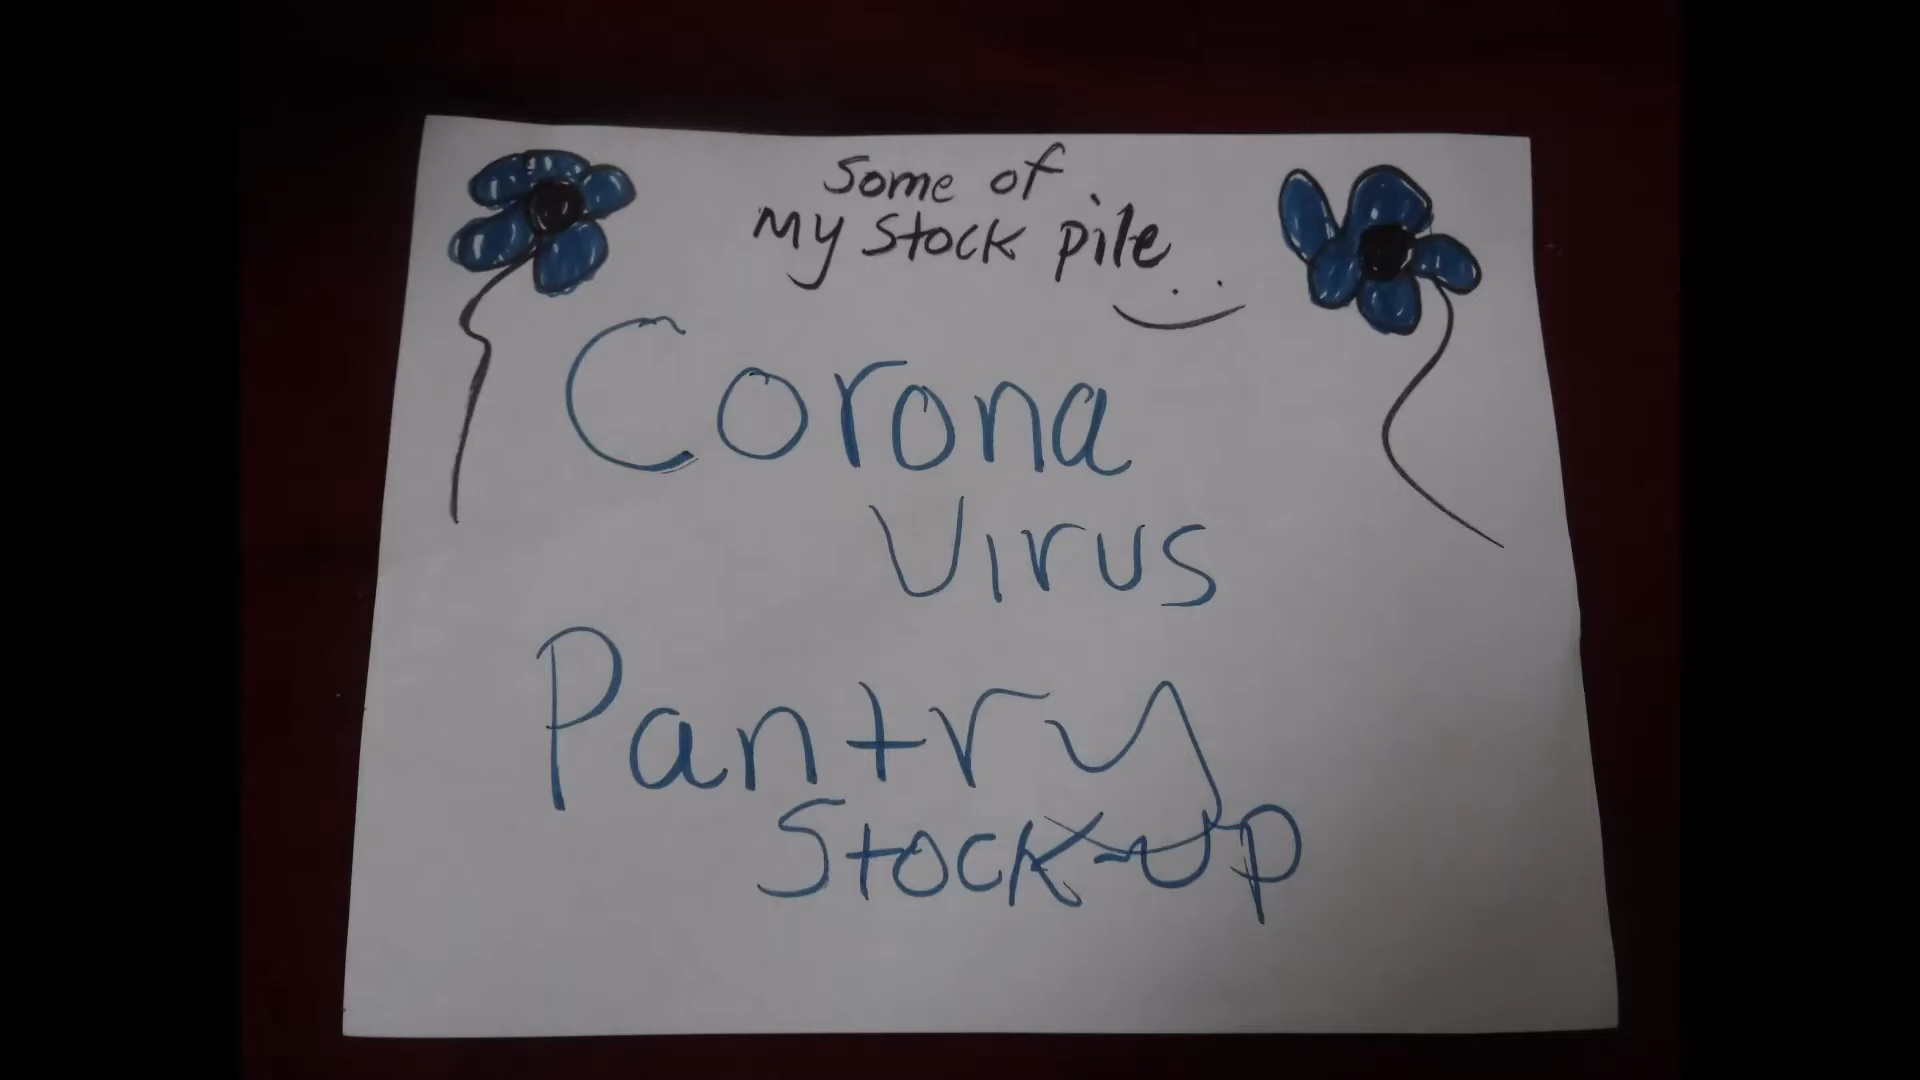 Some of
my stock pile
Corona
Virus
Pantry
Stock-up